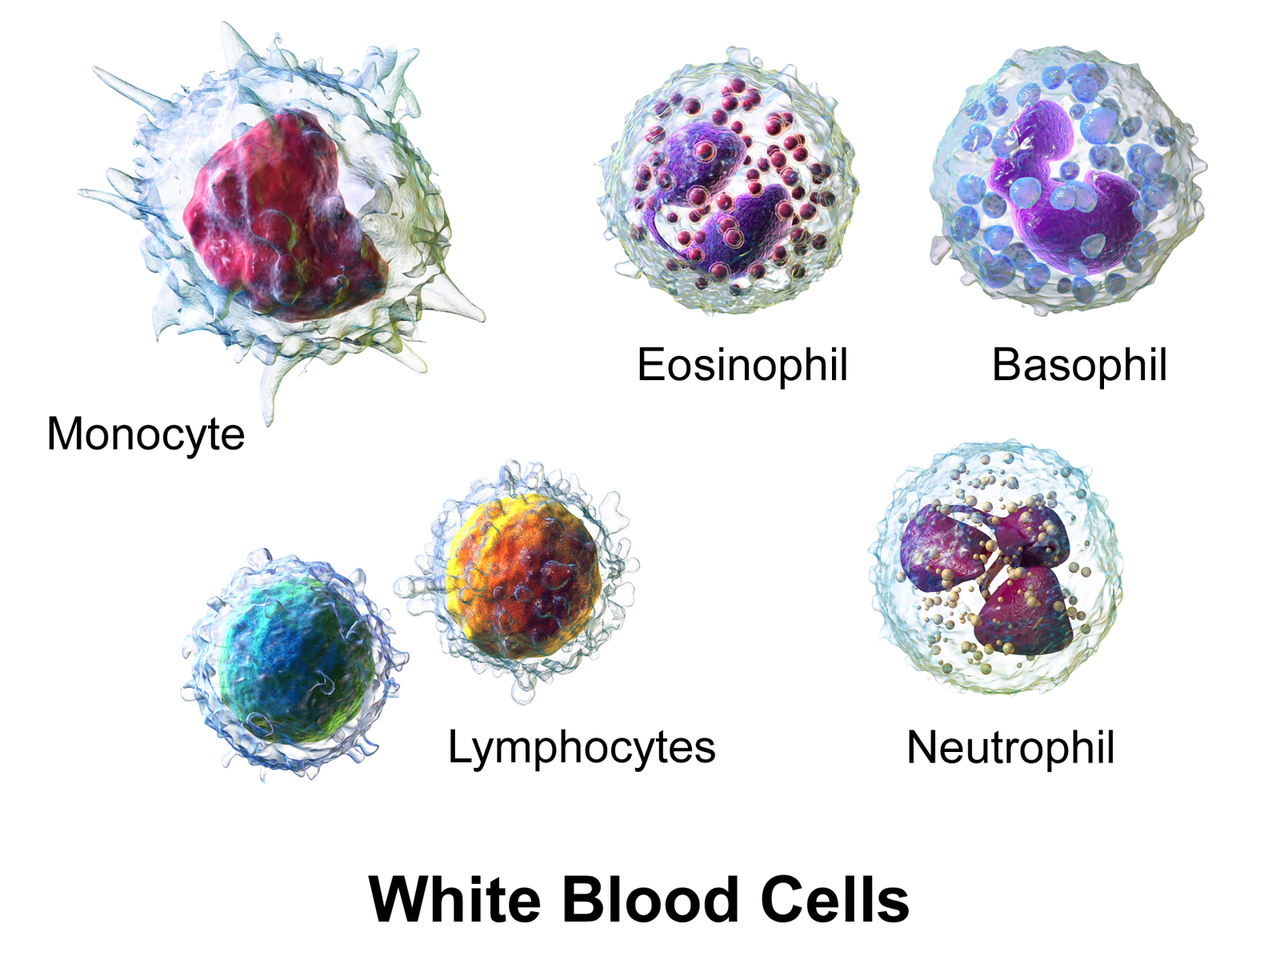 Eosinophil
Basophil
Monocyte
Lymphocytes
Neutrophil
White Blood Cells